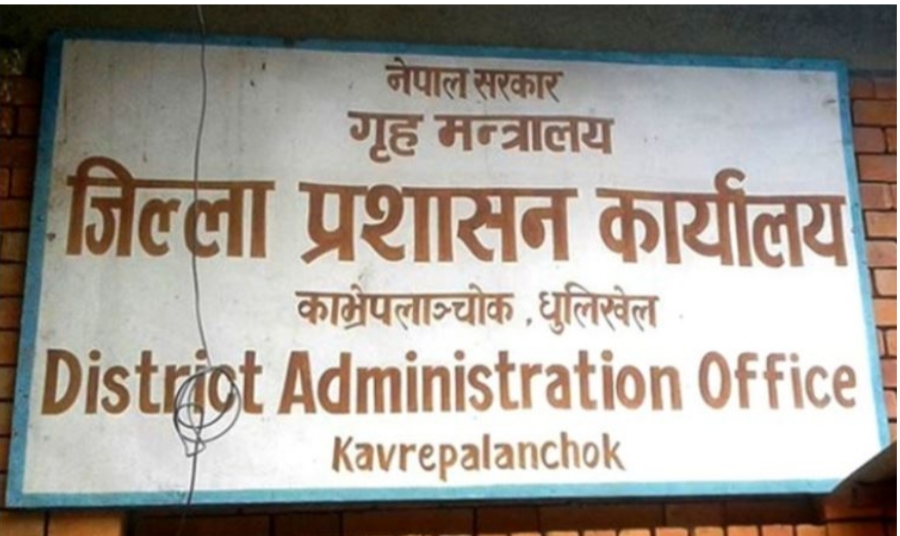 नेपाल सरकार
गृह मन्त्रालय
जिल्ला प्रशासन कार्यालय
काभ्रेपलाञ्चोक , धुलिखेल
District Administration Office
Kavrepalanchok